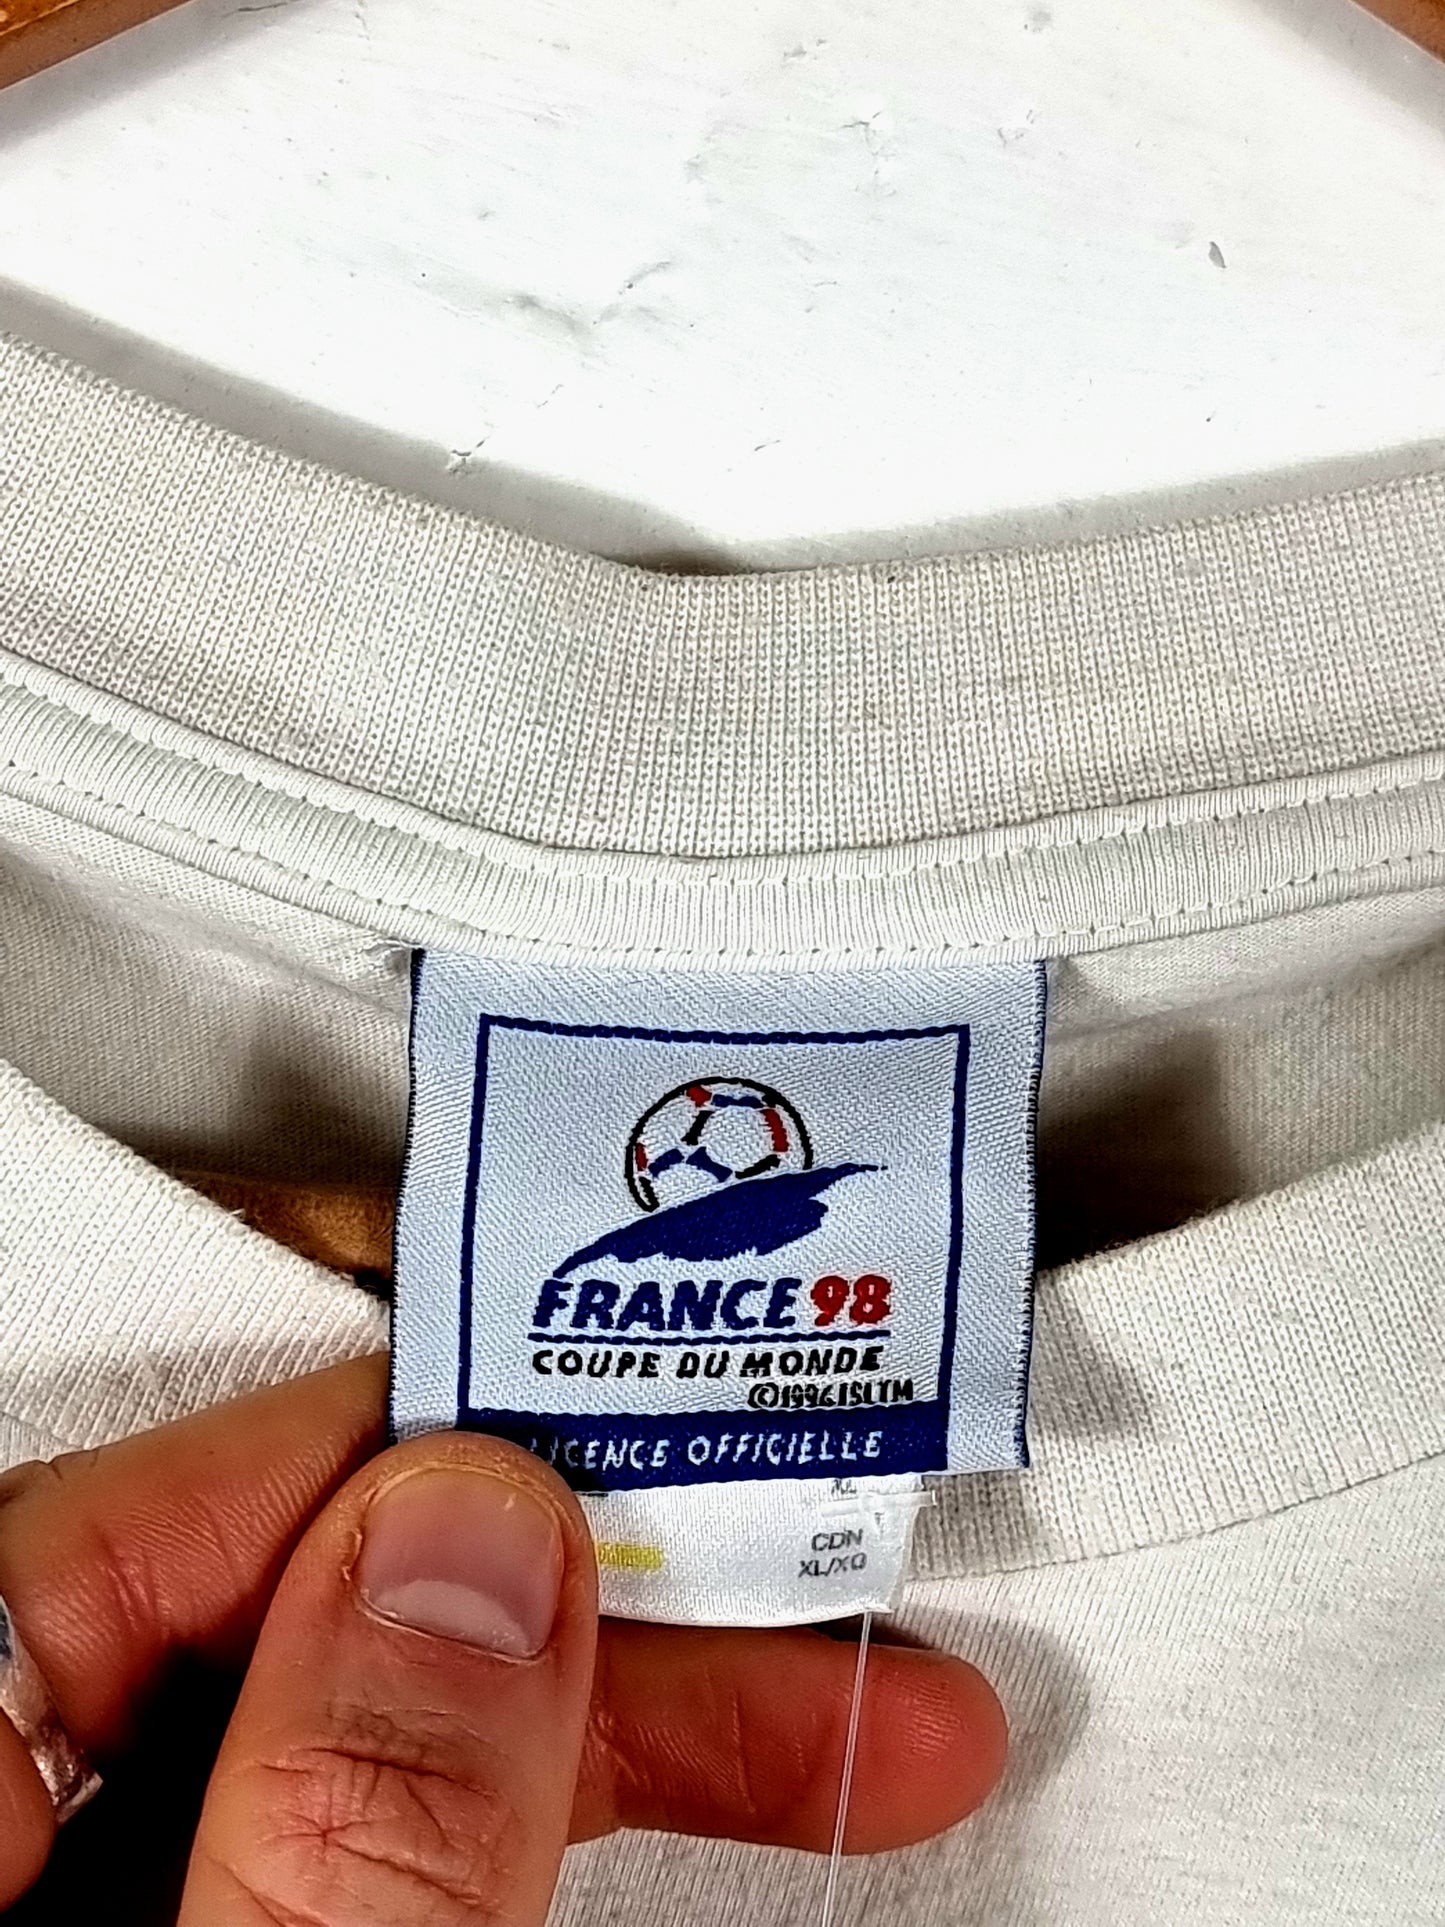 FRANCE 98
COUPE DU MONDE
©1996 ISL TM
LICENCE OFFICIELLE
CDN
XL/XG